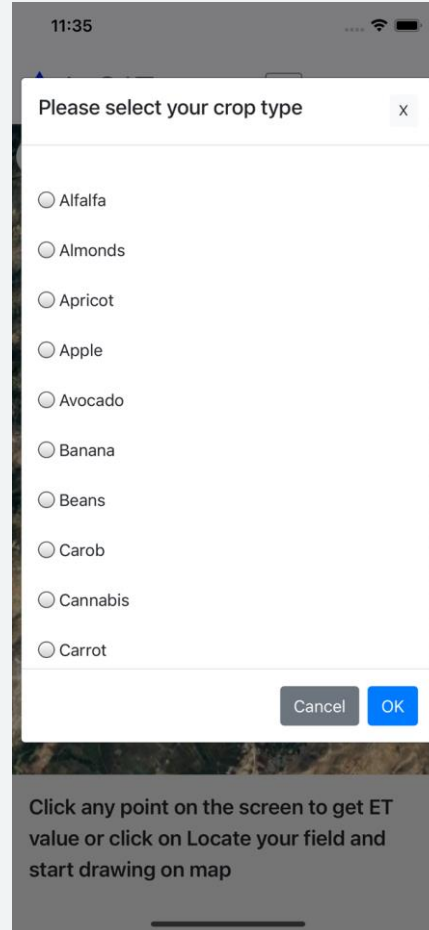 11:35
Please select your crop type
x
Alfalfa
Almonds
Apricot
Apple
Avocado
Banana
Beans
Carob
Cannabis
Carrot
Cancel
OK
Click any point on the screen to get ET
value or click on Locate your field and
start drawing on map